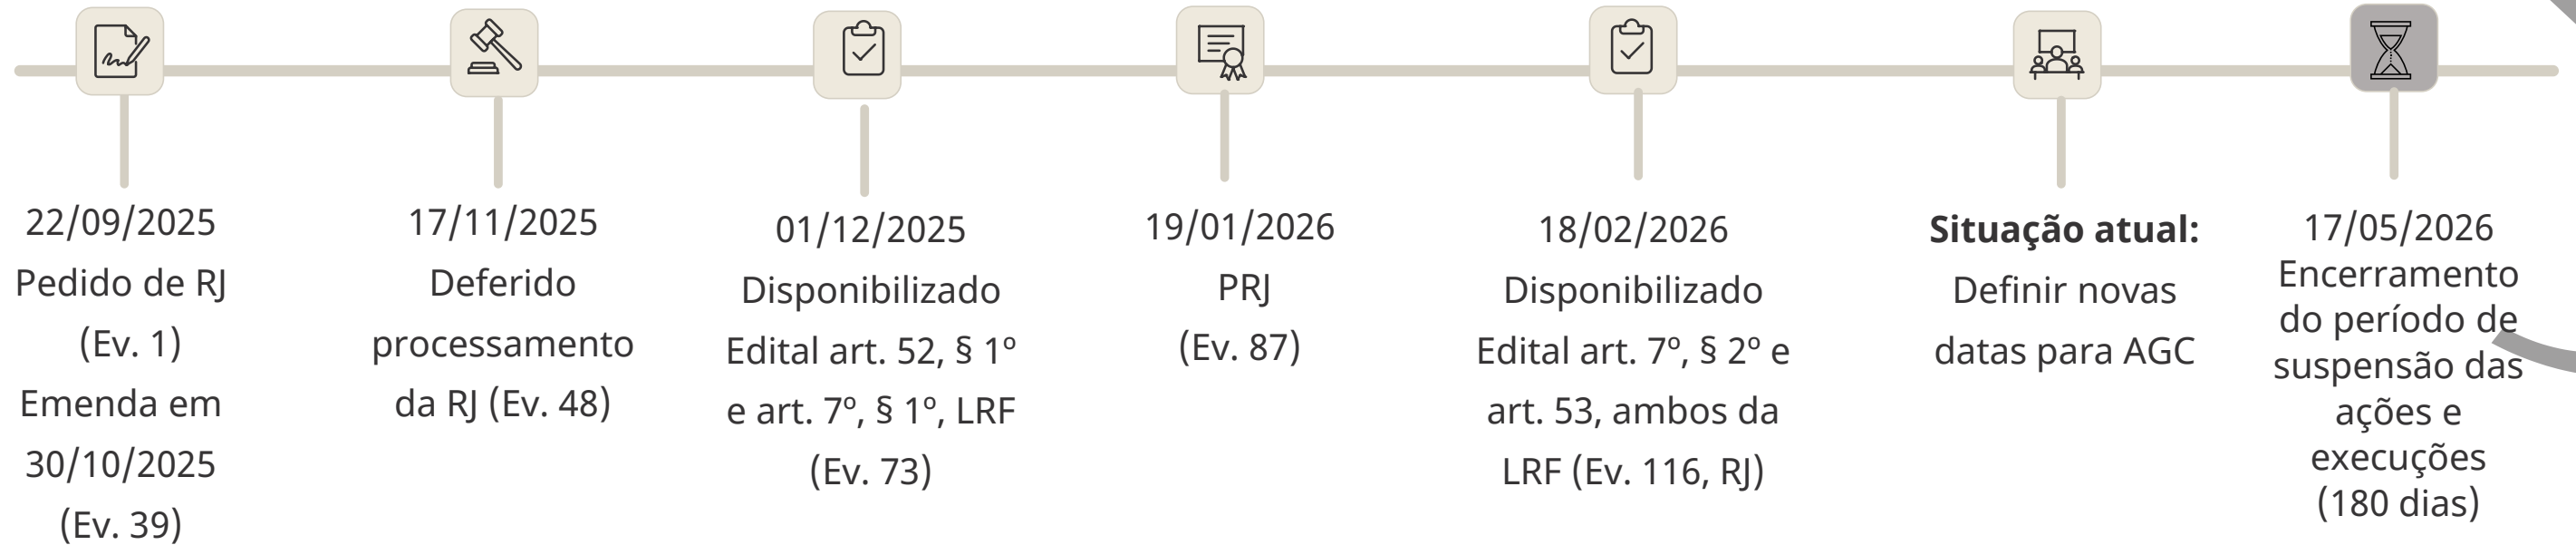 22/09/2025
Pedido de RJ
(Ev. 1)
Emenda em
30/10/2025
(Ev. 39)
17/11/2025
Deferido
processamento
da RJ (Ev. 48)
01/12/2025
Disponibilizado
Edital art. 52, § 1º
e art. 7º, § 1º, LRF
(Ev. 73)
19/01/2026
PRJ
(Ev. 87)
18/02/2026
Disponibilizado
Edital art. 7º, § 2º e
art. 53, ambos da
LRF (Ev. 116, RJ)
Situação atual:
Definir novas
datas para AGC
17/05/2026
Encerramento
do período de
suspensão das
ações e
execuções
(180 dias)